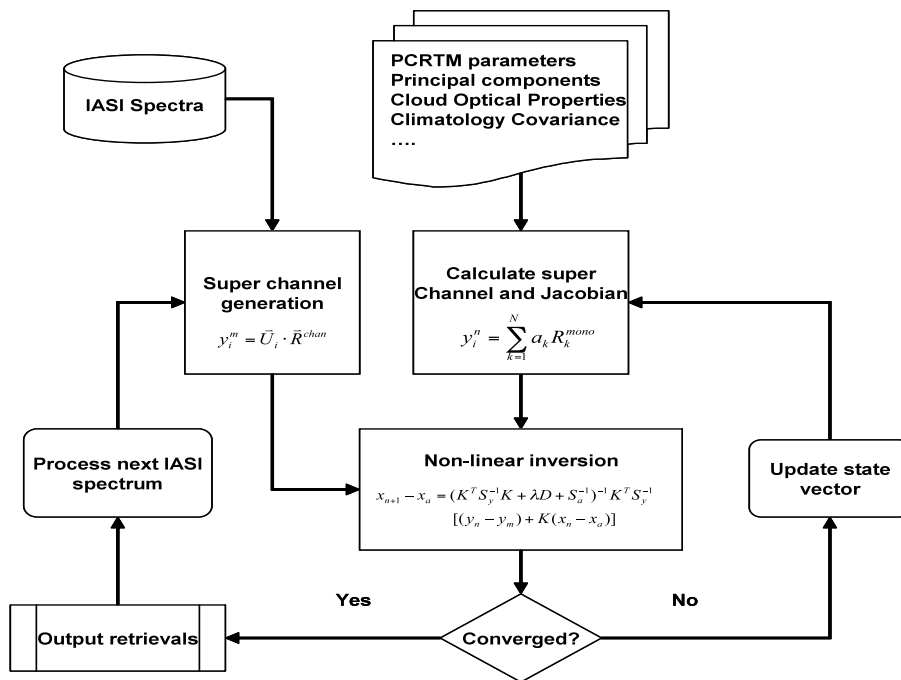 IASI Spectra
PCRTM parameters
Principal components
Cloud Optical Properties
Climatology Covariance
....
Super channel
generation
y_i^m = \vec{U}_i \cdot \vec{R}^{chan}
Calculate super
Channel and Jacobian
y_i^n = \sum_{k=1}^{N} a_k R_k^{mono}
Process next IASI
spectrum
Non-linear inversion
x_{n+1} - x_a = (K^T S_y^{-1} K + λD + S_a^{-1})^{-1} K^T S_y^{-1}
[(y_n - y_m) + K(x_n - x_a)]
Update state
vector
Yes
No
Output retrievals
Converged?